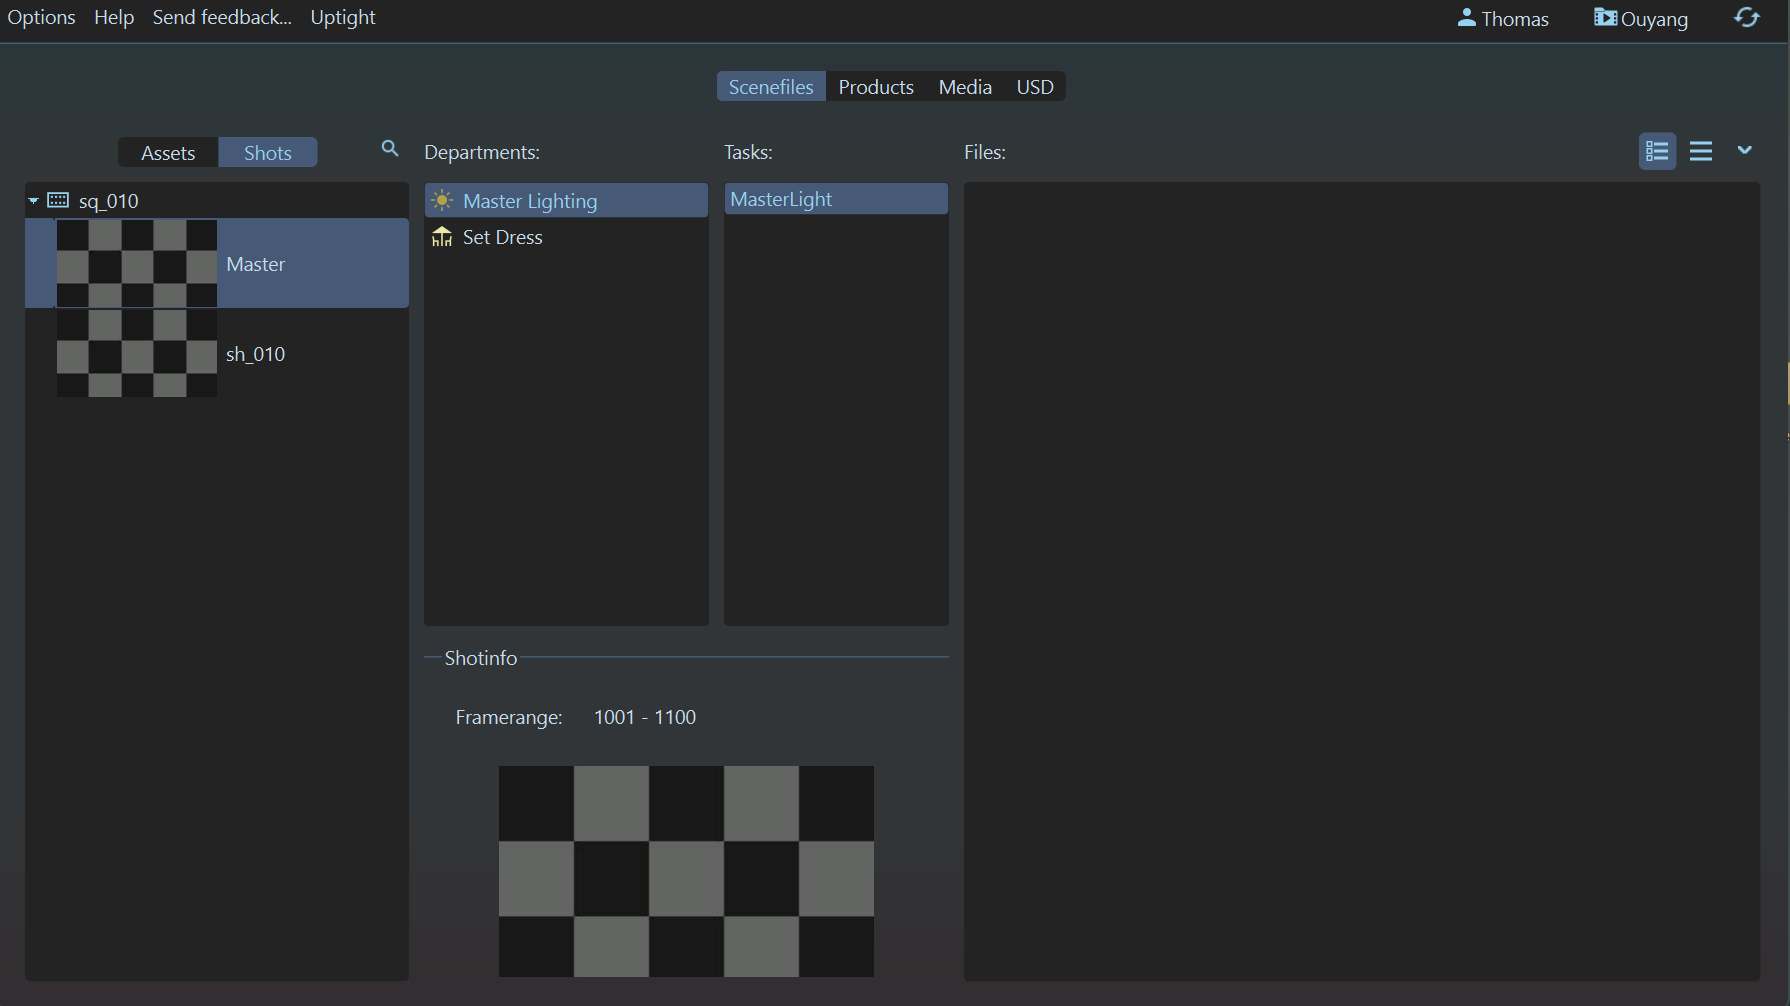 Options Help Send feedback... Uptight Thomas Ouyang
Scenefiles Products Media USD
Assets Shots
Departments:
Tasks:
Files:
sq_010
Master
sh_010
Master Lighting
Set Dress
MasterLight
Shotinfo
Framerange: 1001 - 1100